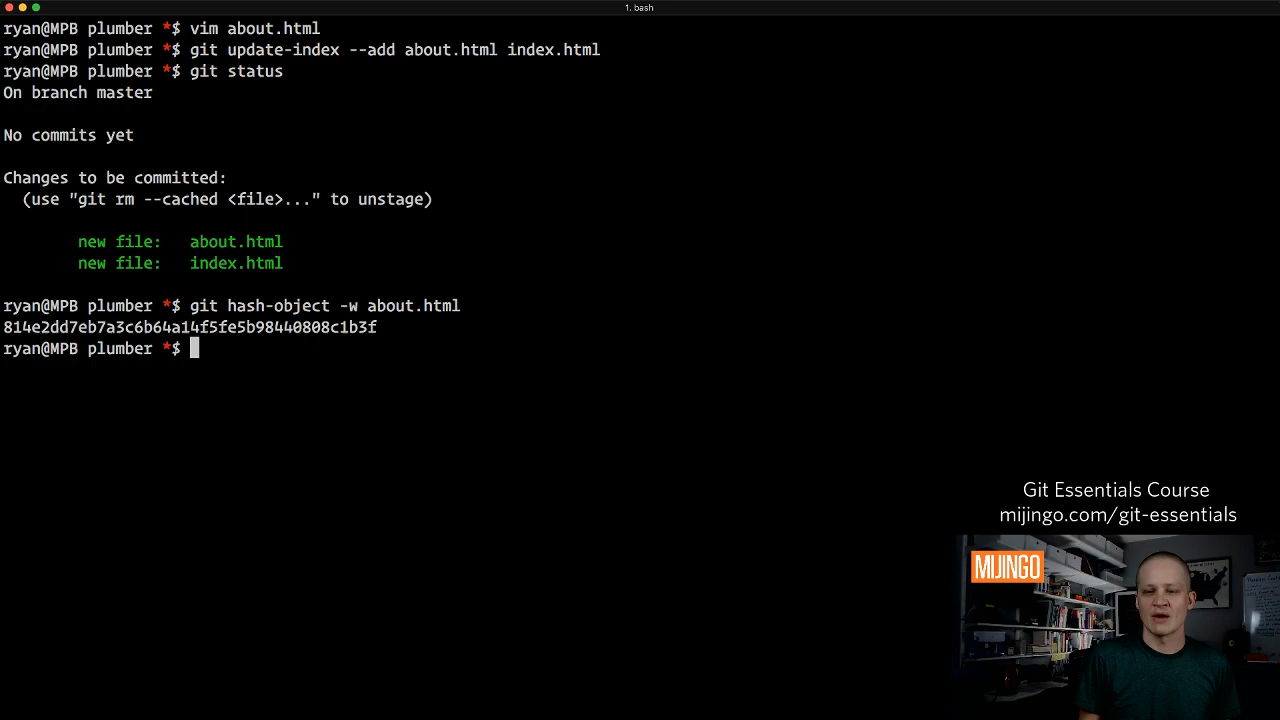 1. bash
ryan@MPB plumber *$ vim about.html
ryan@MPB plumber *$ git update-index --add about.html index.html
ryan@MPB plumber *$ git status
On branch master
No commits yet
Changes to be committed:
(use "git rm --cached <file>..." to unstage)
new file: about.html
new file: index.html
ryan@MPB plumber *$ git hash-object -w about.html
814e2dd7eb7a3c6b64a14f5fe5b98440808c1b3f
ryan@MPB plumber *$
Git Essentials Course
mijingo.com/git-essentials
MIJINGO